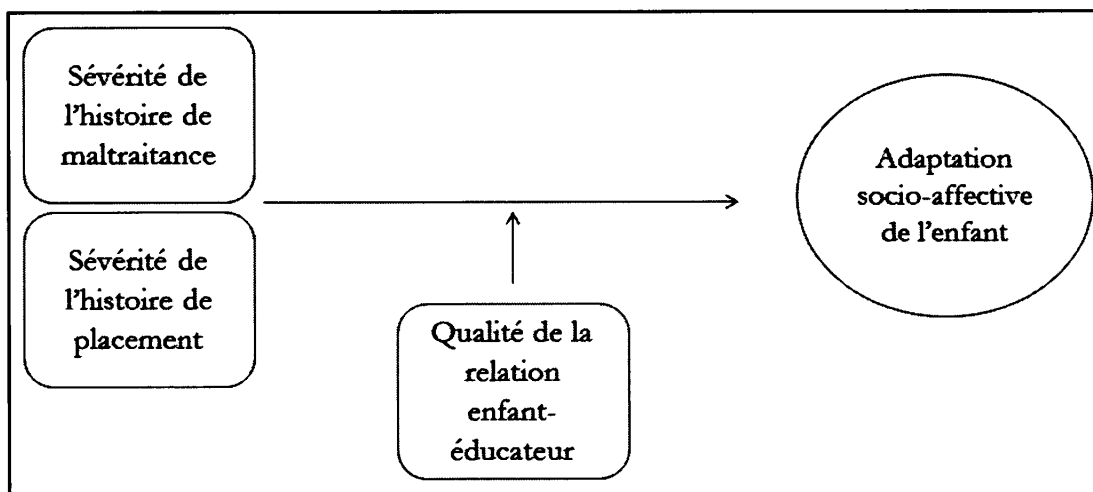 Sévérité de
l'histoire de
maltraitance
Sévérité de
l'histoire de
placement
Qualité de la
relation
enfant-
éducateur
Adaptation
socio-affective
de l'enfant